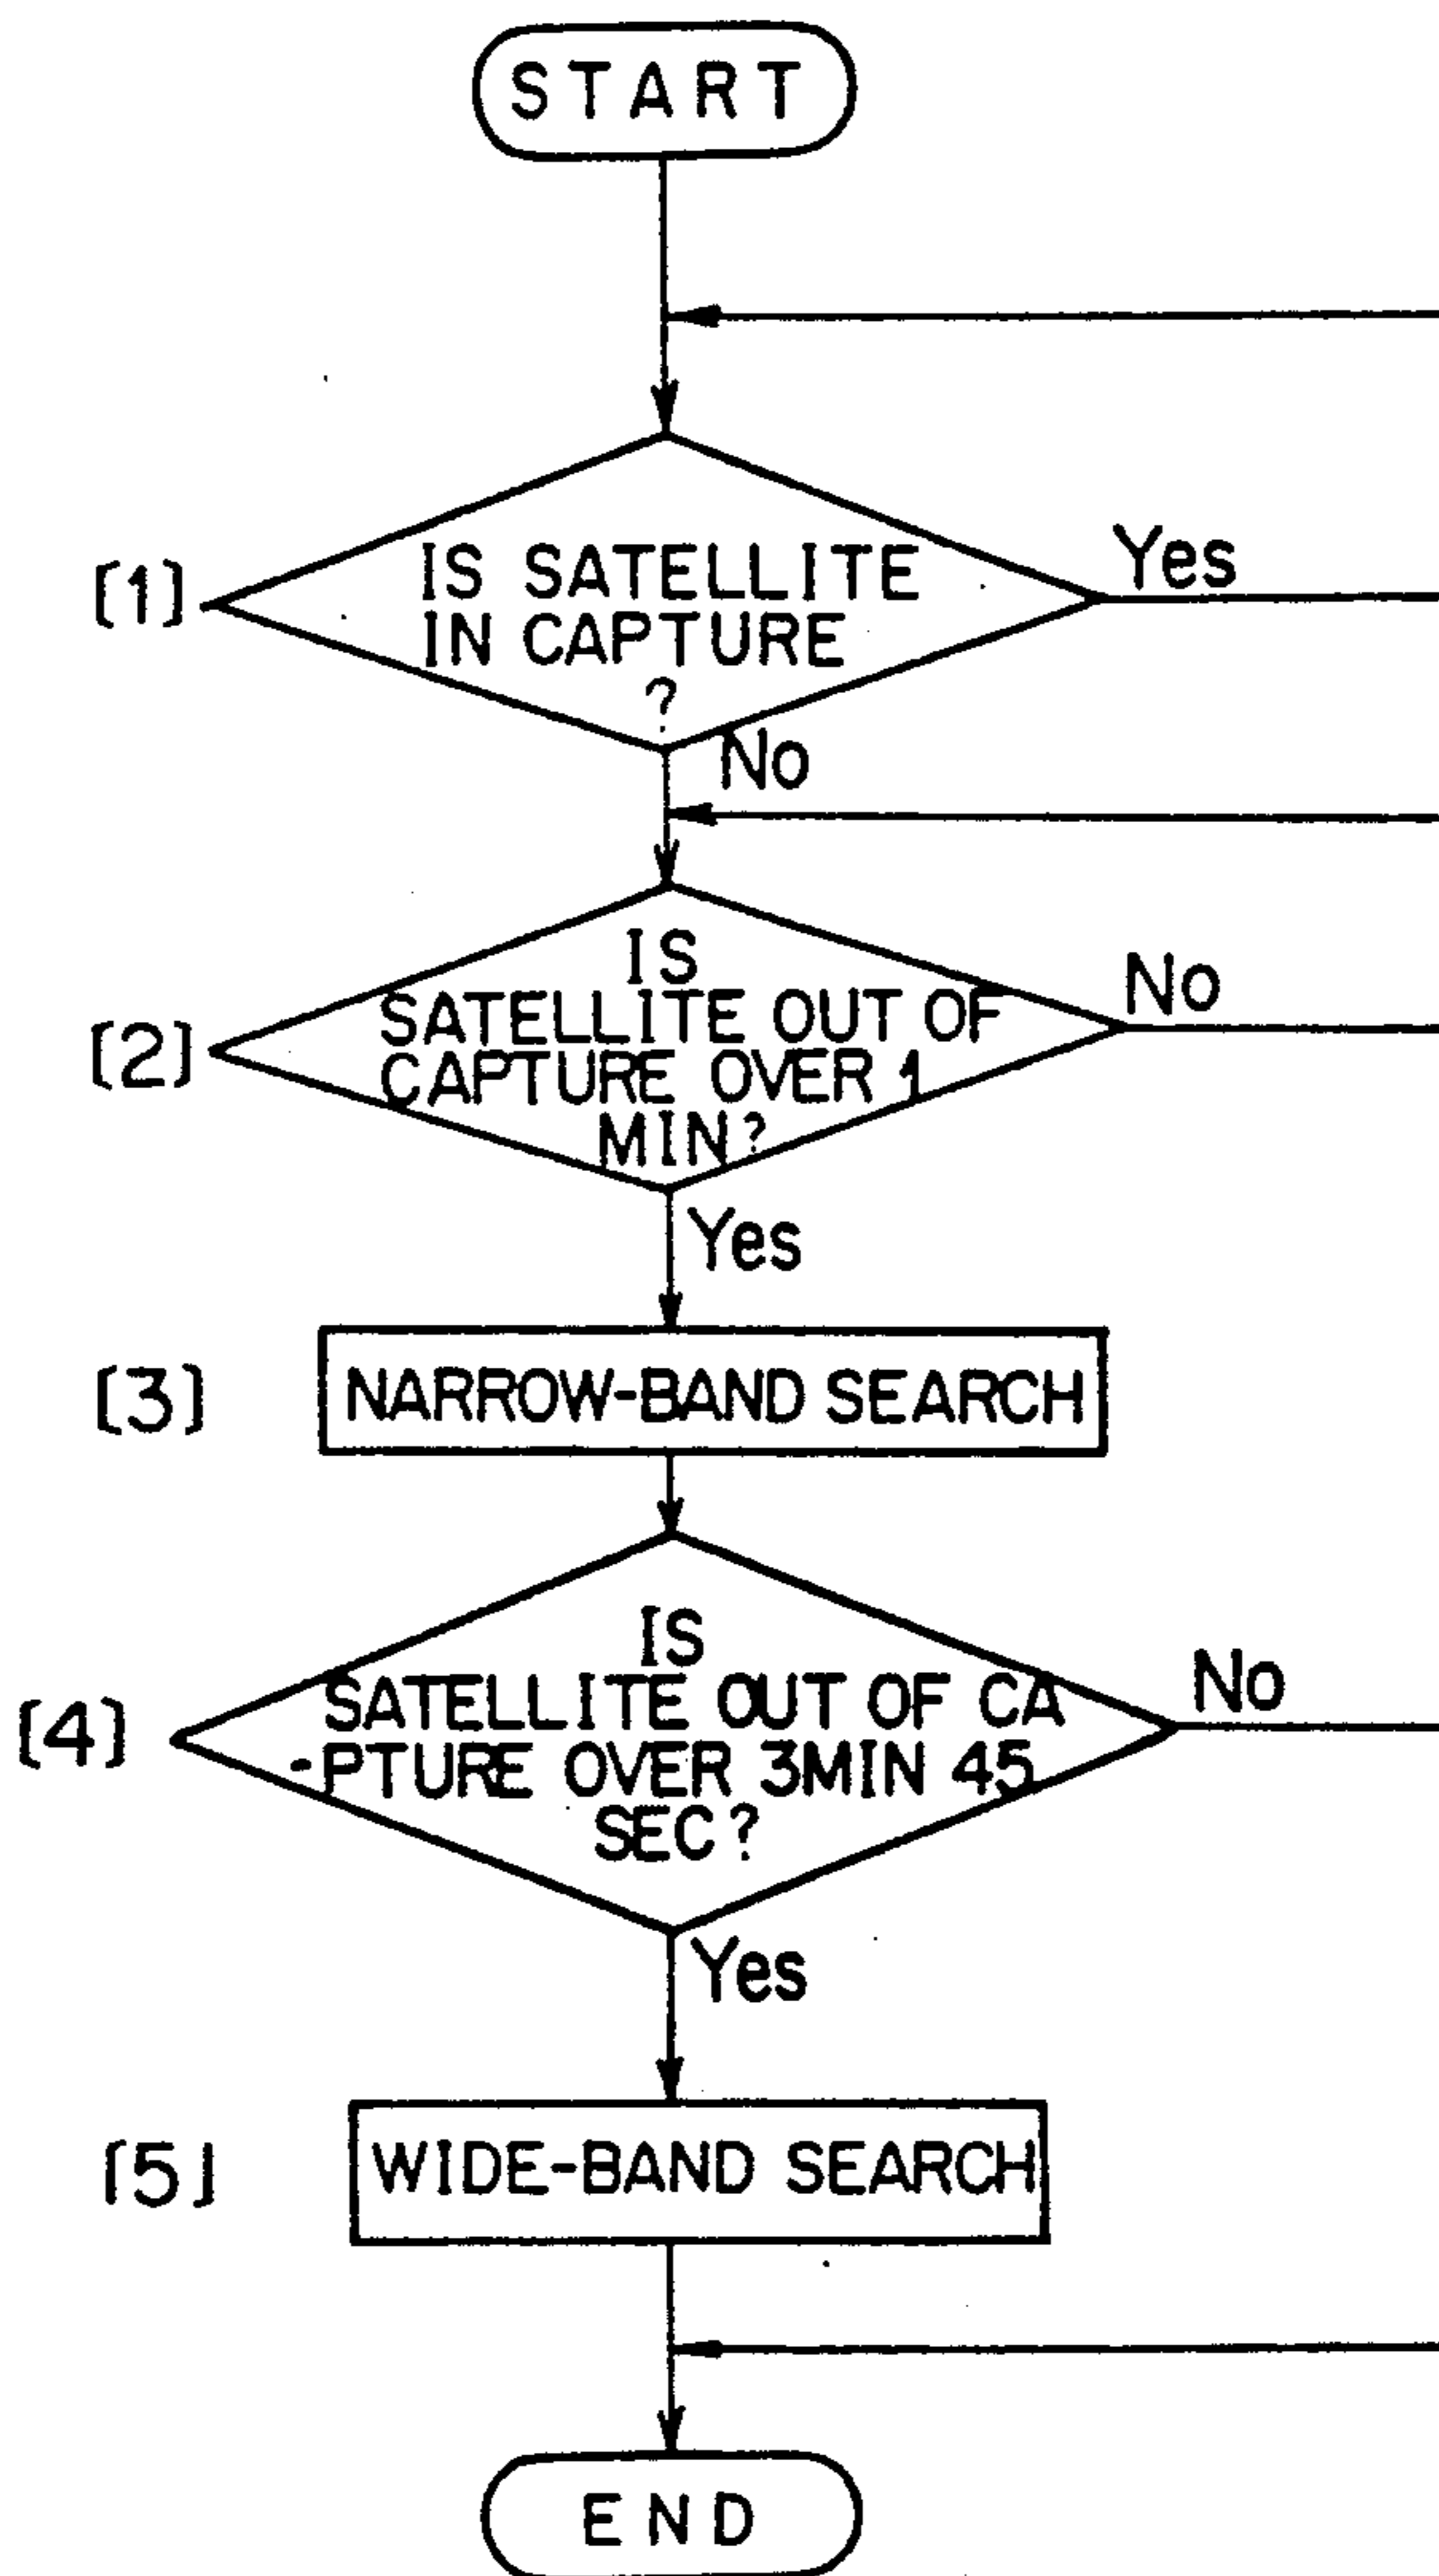 START
[1]
IS SATELLITE
IN CAPTURE
?
Yes
No
[2]
IS
SATELLITE OUT OF
CAPTURE OVER 1
MIN?
No
Yes
[3]
NARROW-BAND SEARCH
[4]
IS
SATELLITE OUT OF CA
-PTURE OVER 3MIN 45
SEC?
No
Yes
[5]
WIDE-BAND SEARCH
END